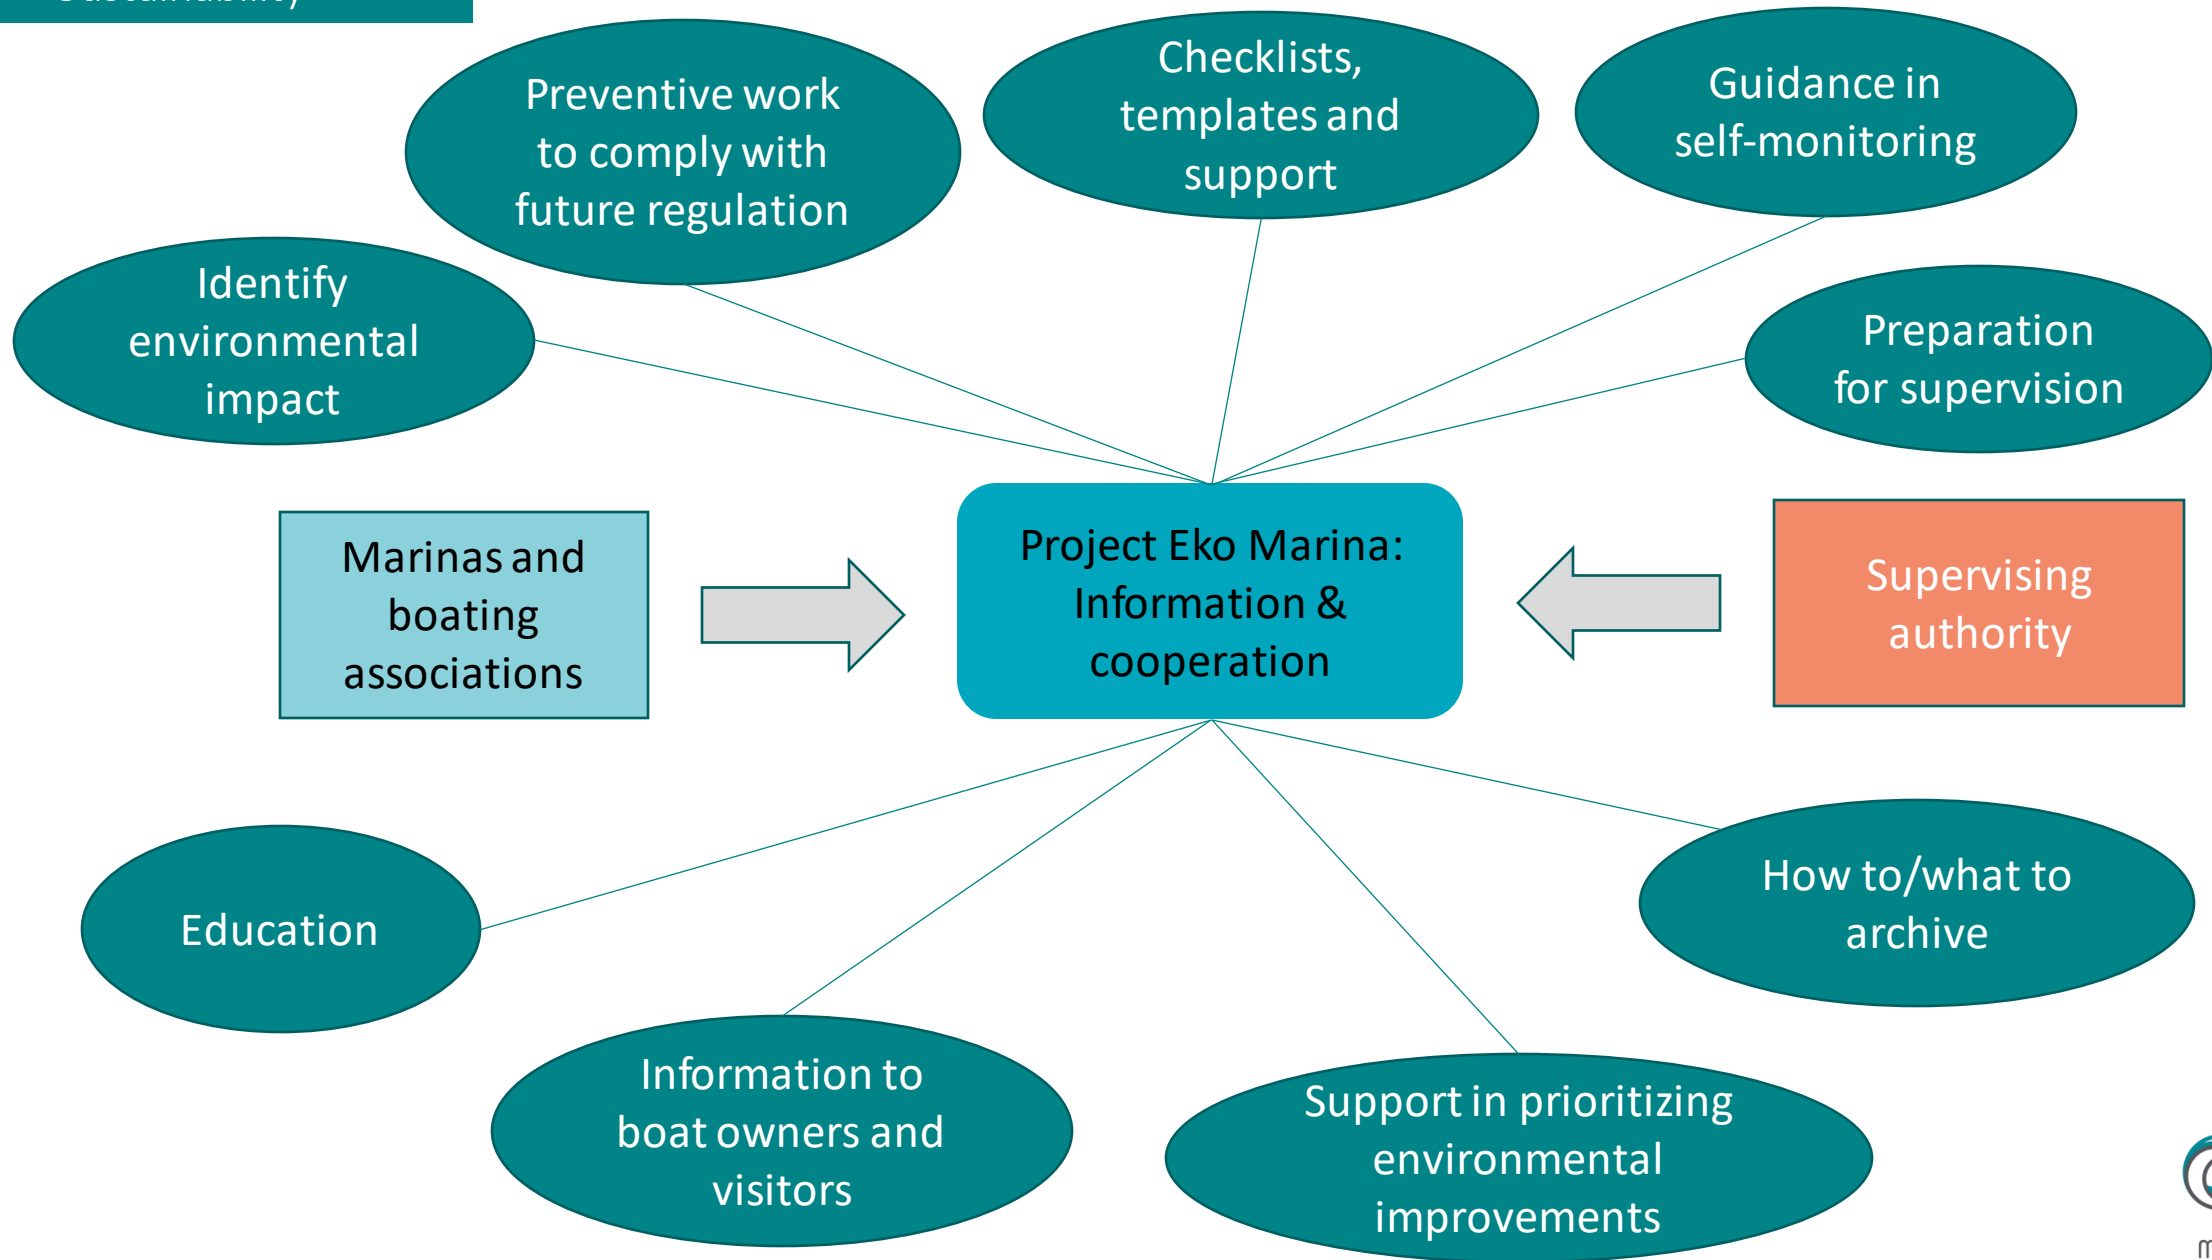 Preventive work
to comply with
future regulation
Checklists,
templates and
support
Guidance in
self-monitoring
Identify
environmental
impact
Preparation
for supervision
Marinas and
boating
associations
Project Eko Marina:
Information &
cooperation
Supervising
authority
Education
How to/what to
archive
Information to
boat owners and
visitors
Support in prioritizing
environmental
improvements